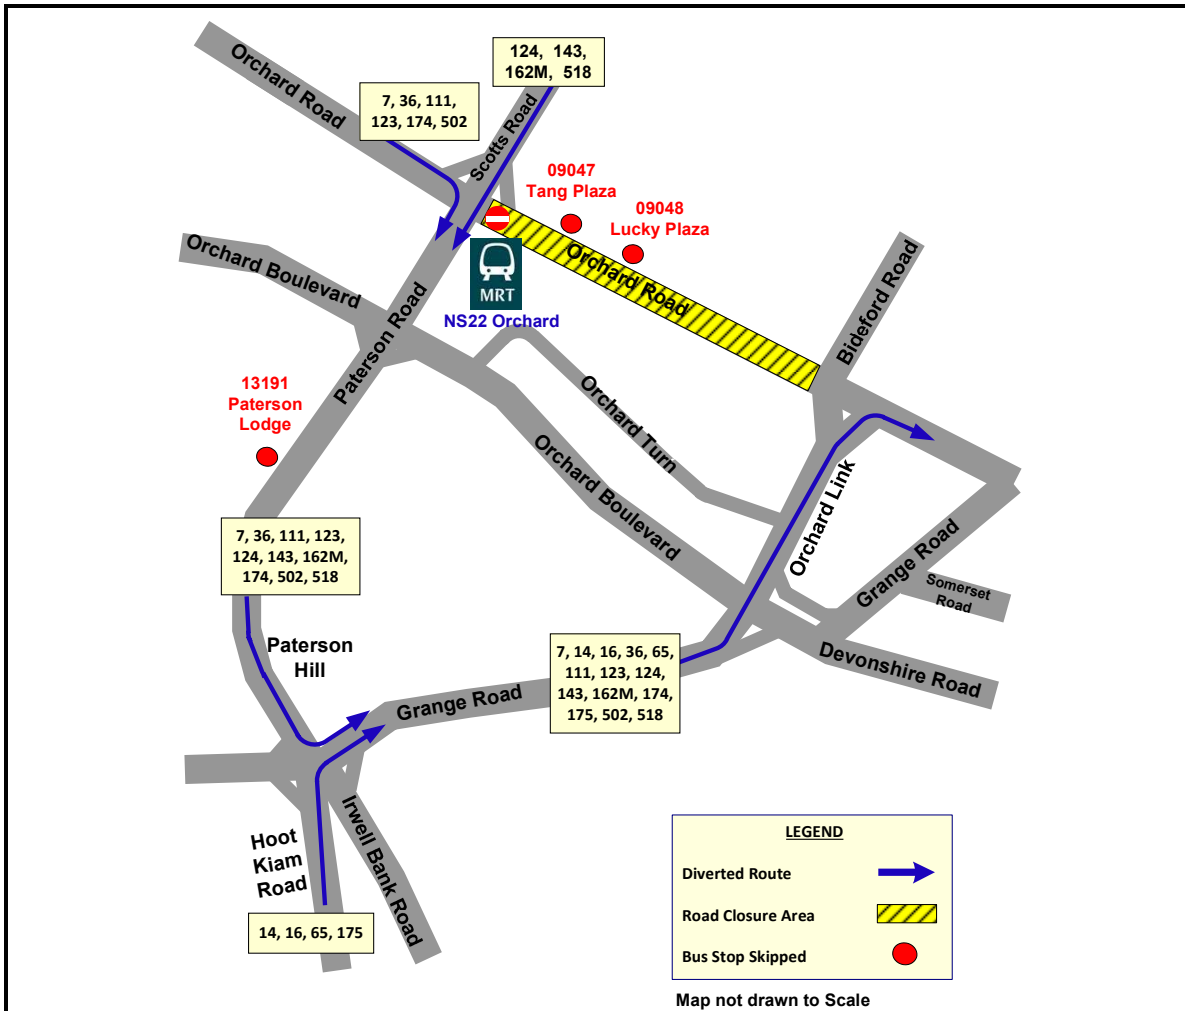 124, 143,
162M, 518
Orchard Road
7, 36, 111,
123, 174, 502
Scotts Road
09047
Tang Plaza
09048
Lucky Plaza
Orchard Road
Orchard Boulevard
MRT
NS22 Orchard
Bideford Road
Paterson Road
13191
Paterson
Lodge
Orchard Turn
Orchard Boulevard
Orchard Link
7, 36, 111, 123,
124, 143, 162M,
174, 502, 518
Grange Road
Somerset
Road
Paterson
Hill
7, 14, 16, 36, 65,
111, 123, 124,
143, 162M, 174,
175, 502, 518
Devonshire Road
Grange Road
Hoot
Kiam
Road
Irwell Bank Road
14, 16, 65, 175
LEGEND
Diverted Route
Road Closure Area
Bus Stop Skipped
Map not drawn to Scale